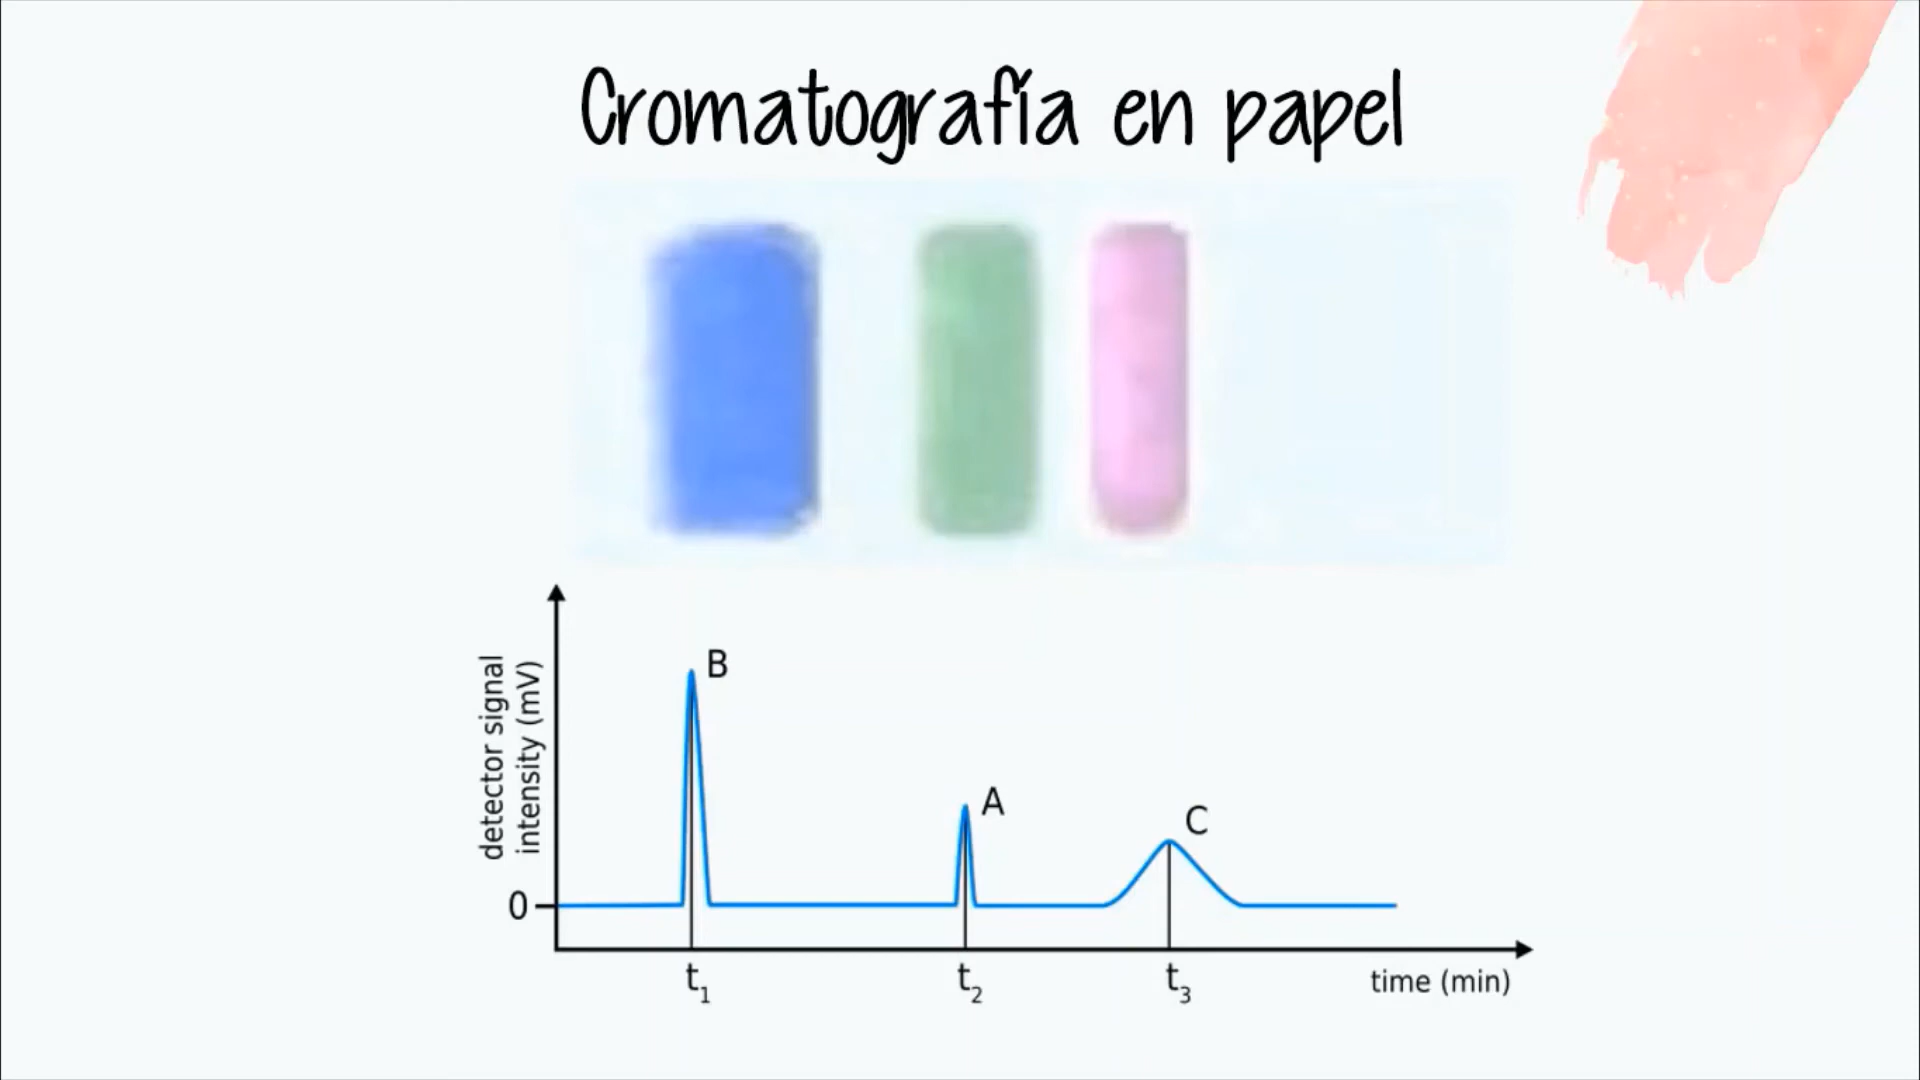 Cromatografía en papel
detector signal
intensity (mV)
B
A
C
0
t₁
t₂
t₃
time (min)